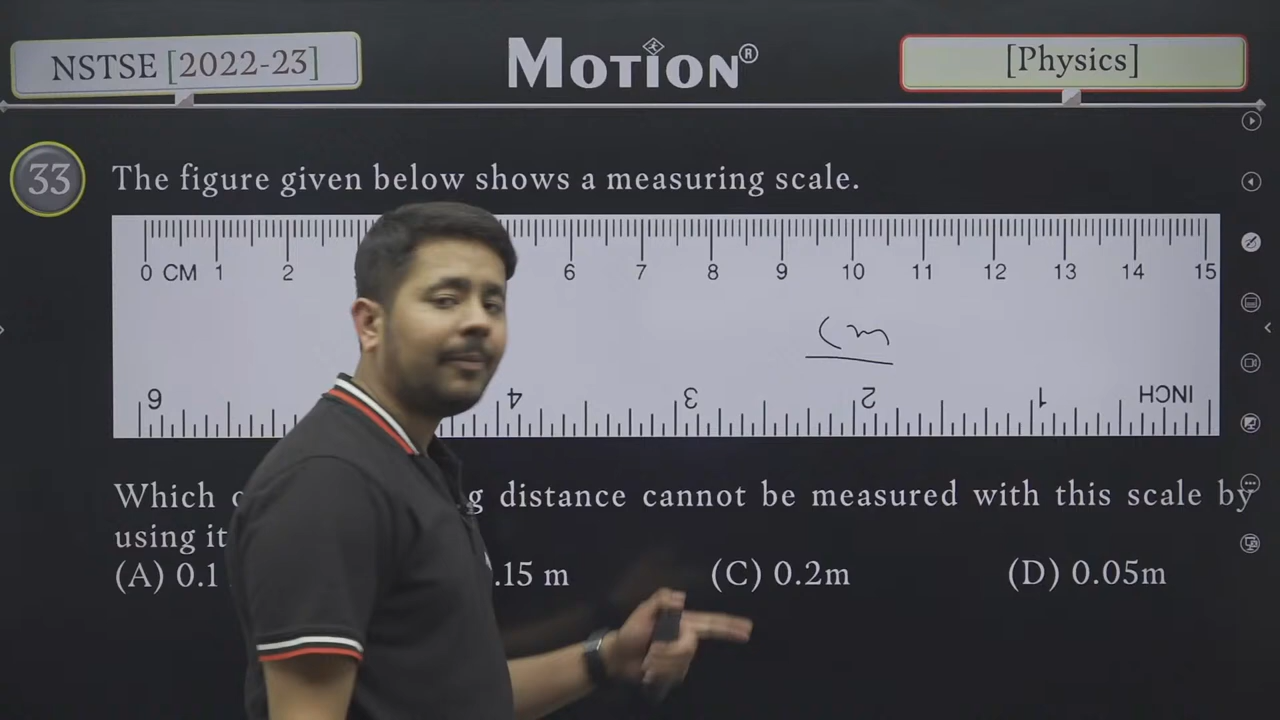 NSTSE [2022-23]
MOTION®
[Physics]
33
The figure given below shows a measuring scale.
0 CM 1 2 6 7 8 9 10 11 12 13 14 15
cm
6 4 3 2 1 INCH
Which distance cannot be measured with this scale by
using it
(A) 0.1 .15 m (C) 0.2m (D) 0.05m